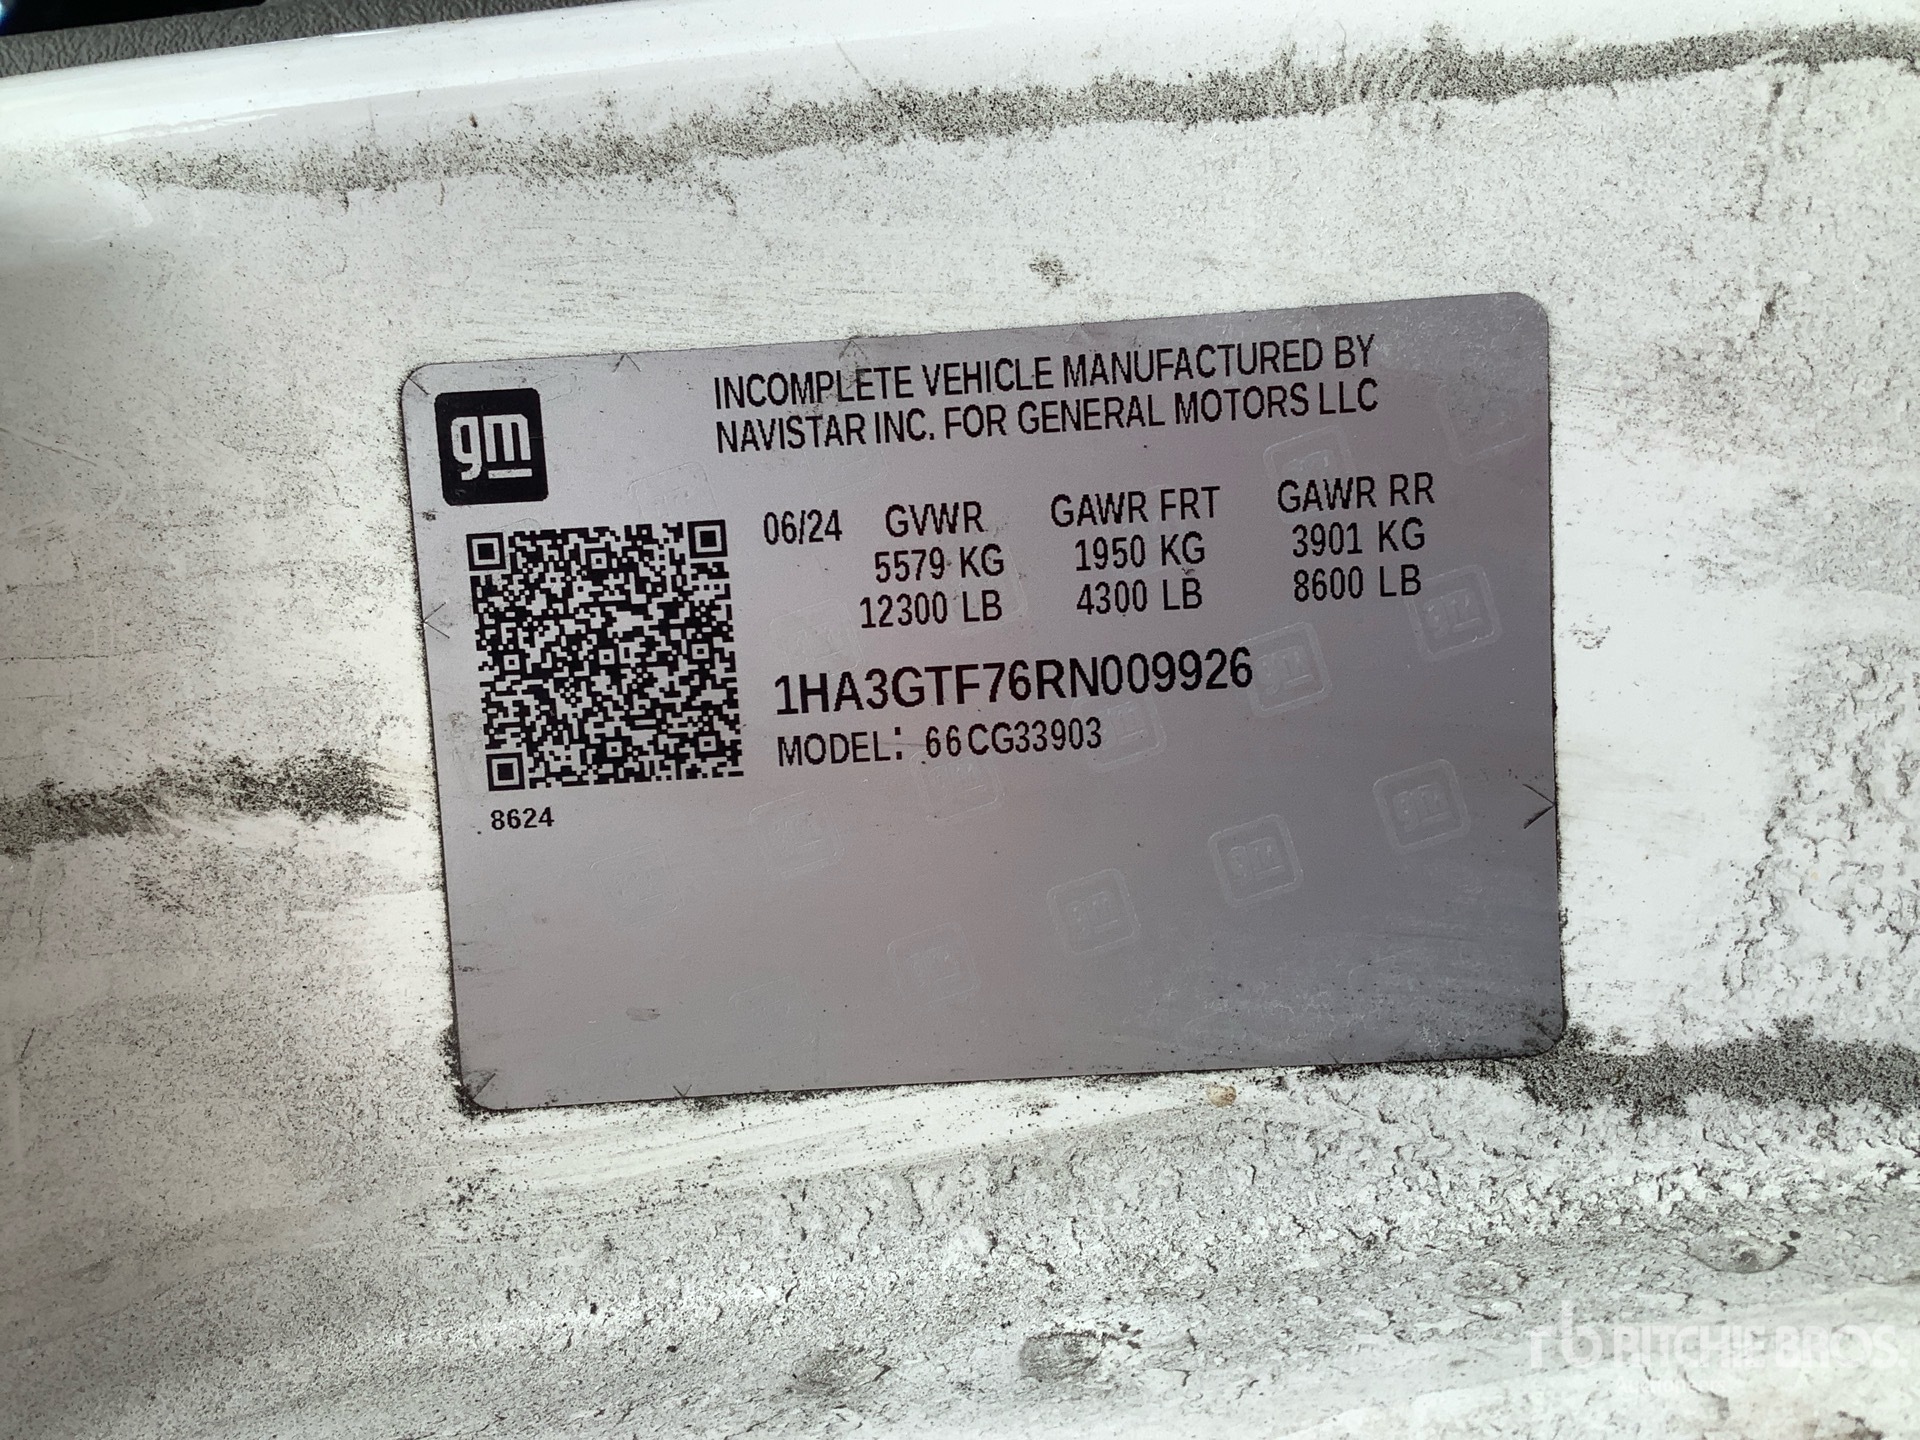 gm
INCOMPLETE VEHICLE MANUFACTURED BY
NAVISTAR INC. FOR GENERAL MOTORS LLC
06/24 GVWR GAWR FRT GAWR RR
5579 KG 1950 KG 3901 KG
12300 LB 4300 LB 8600 LB
1HA3GTF76RN009926
MODEL: 66CG33903
8624
rb RITCHIE BROS.